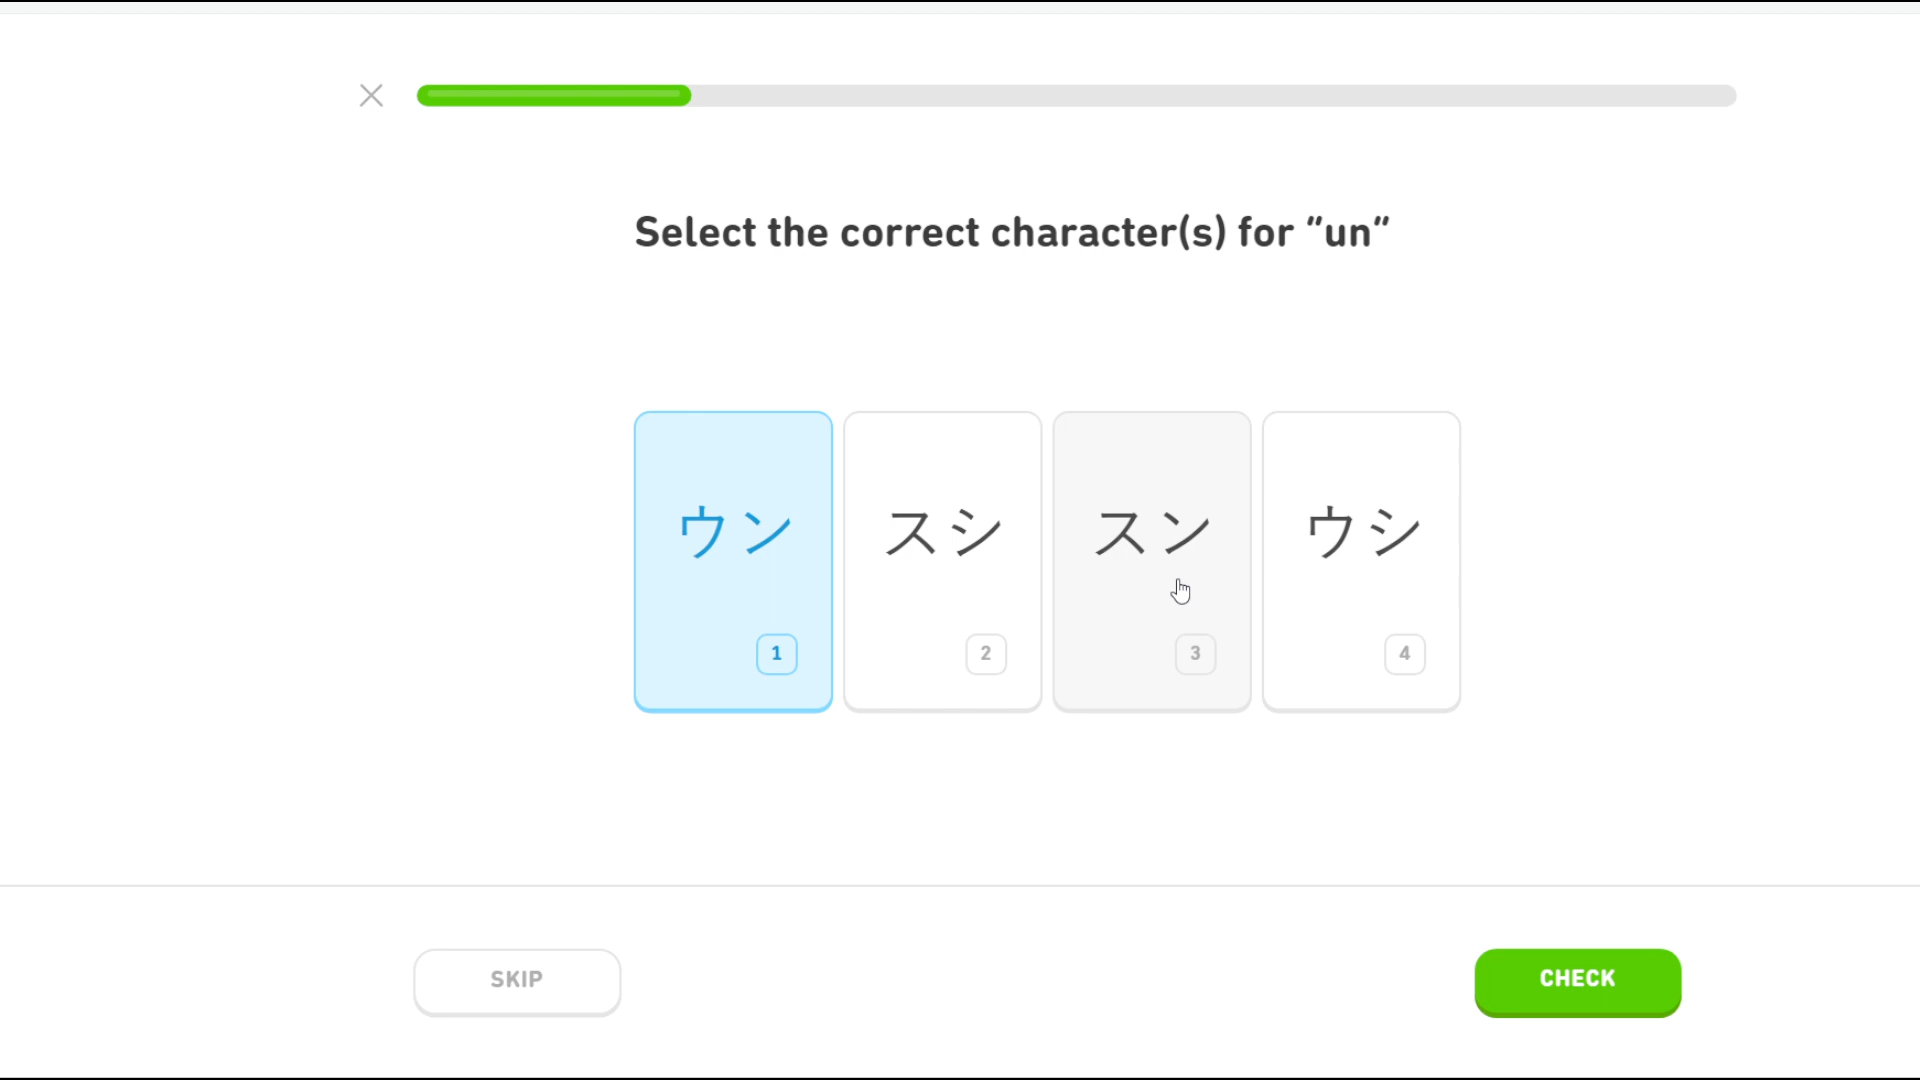 Select the correct character(s) for "un"
ウン スシ スン ウシ
1 2 3 4
SKIP CHECK